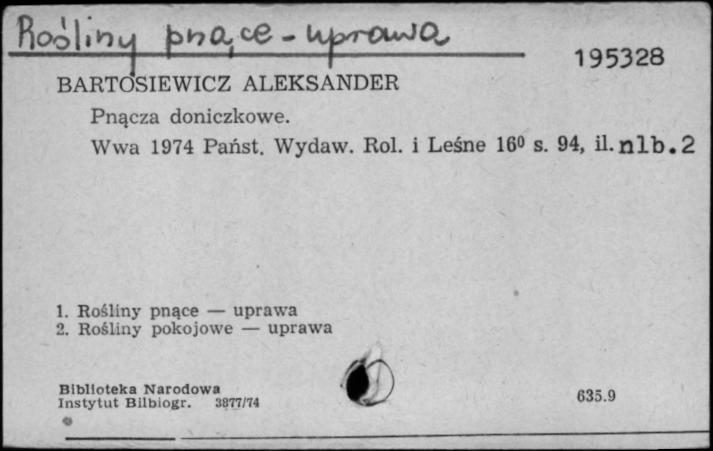 Rośliny pnące - uprawa
195328
BARTOSIEWICZ ALEKSANDER
Pnącza doniczkowe.
Wwa 1974 Państ. Wydaw. Rol. i Leśne 16⁰ s. 94, il. nlb.2
1. Rośliny pnące — uprawa
2. Rośliny pokojowe — uprawa
Biblioteka Narodowa
Instytut Bilbiogr. 3877/74
635.9